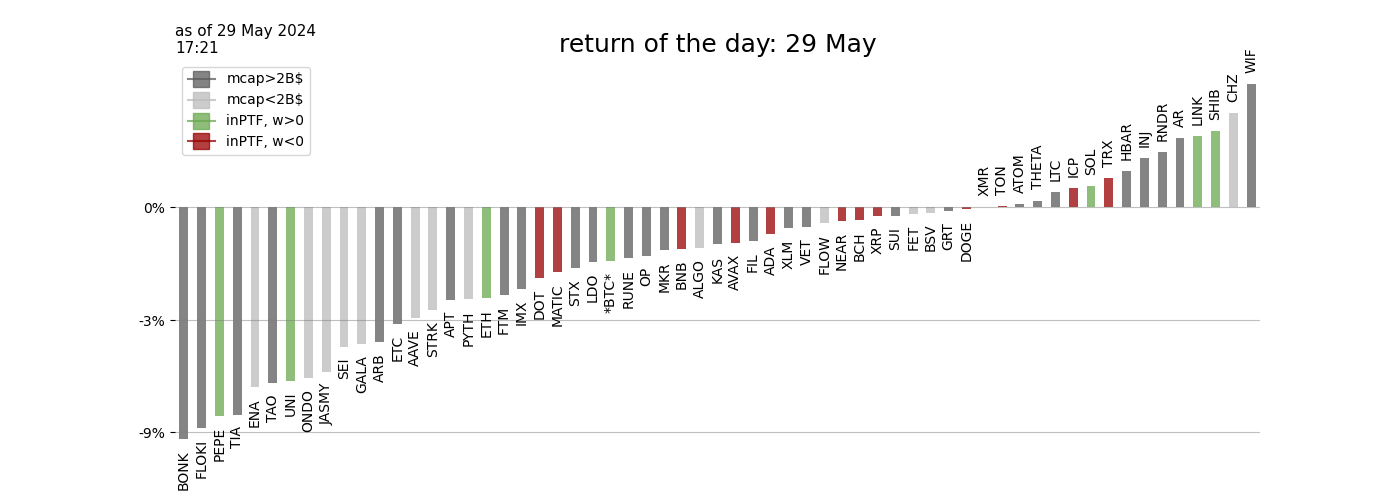 as of 29 May 2024
17:21
return of the day: 29 May
mcap>2B$
mcap<2B$
inPTF, w>0
inPTF, w<0
0%
-3%
-9%
BONK
FLOKI
PEPE
TIA
ENA
TAO
UNI
ONDO
JASMY
SEI
GALA
ARB
ETC
AAVE
STRK
APT
PYTH
ETH
FTM
IMX
DOT
MATIC
STX
LDO
*BTC*
RUNE
OP
MKR
BNB
ALGO
KAS
AVAX
FIL
ADA
XLM
VET
FLOW
NEAR
BCH
XRP
SUI
FET
BSV
GRT
DOGE
XMR
TON
ATOM
THETA
LTC
ICP
SOL
TRX
HBAR
INJ
RNDR
AR
LINK
SHIB
CHZ
WIF